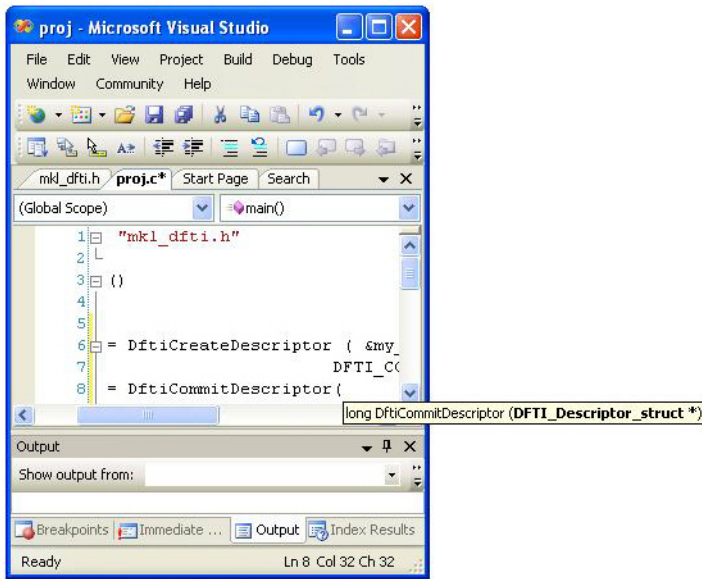 proj - Microsoft Visual Studio
File Edit View Project Build Debug Tools
Window Community Help
mkl_dfti.h proj.c* Start Page Search
(Global Scope) main()
1 "mkl_dfti.h"
2
3 ()
4
5
6 = DftiCreateDescriptor ( &my_
7 DFTI_CO
8 = DftiCommitDescriptor(
long DftiCommitDescriptor (DFTI_Descriptor_struct *)
Output
Show output from:
Breakpoints Immediate ... Output Index Results
Ready Ln 8 Col 32 Ch 32